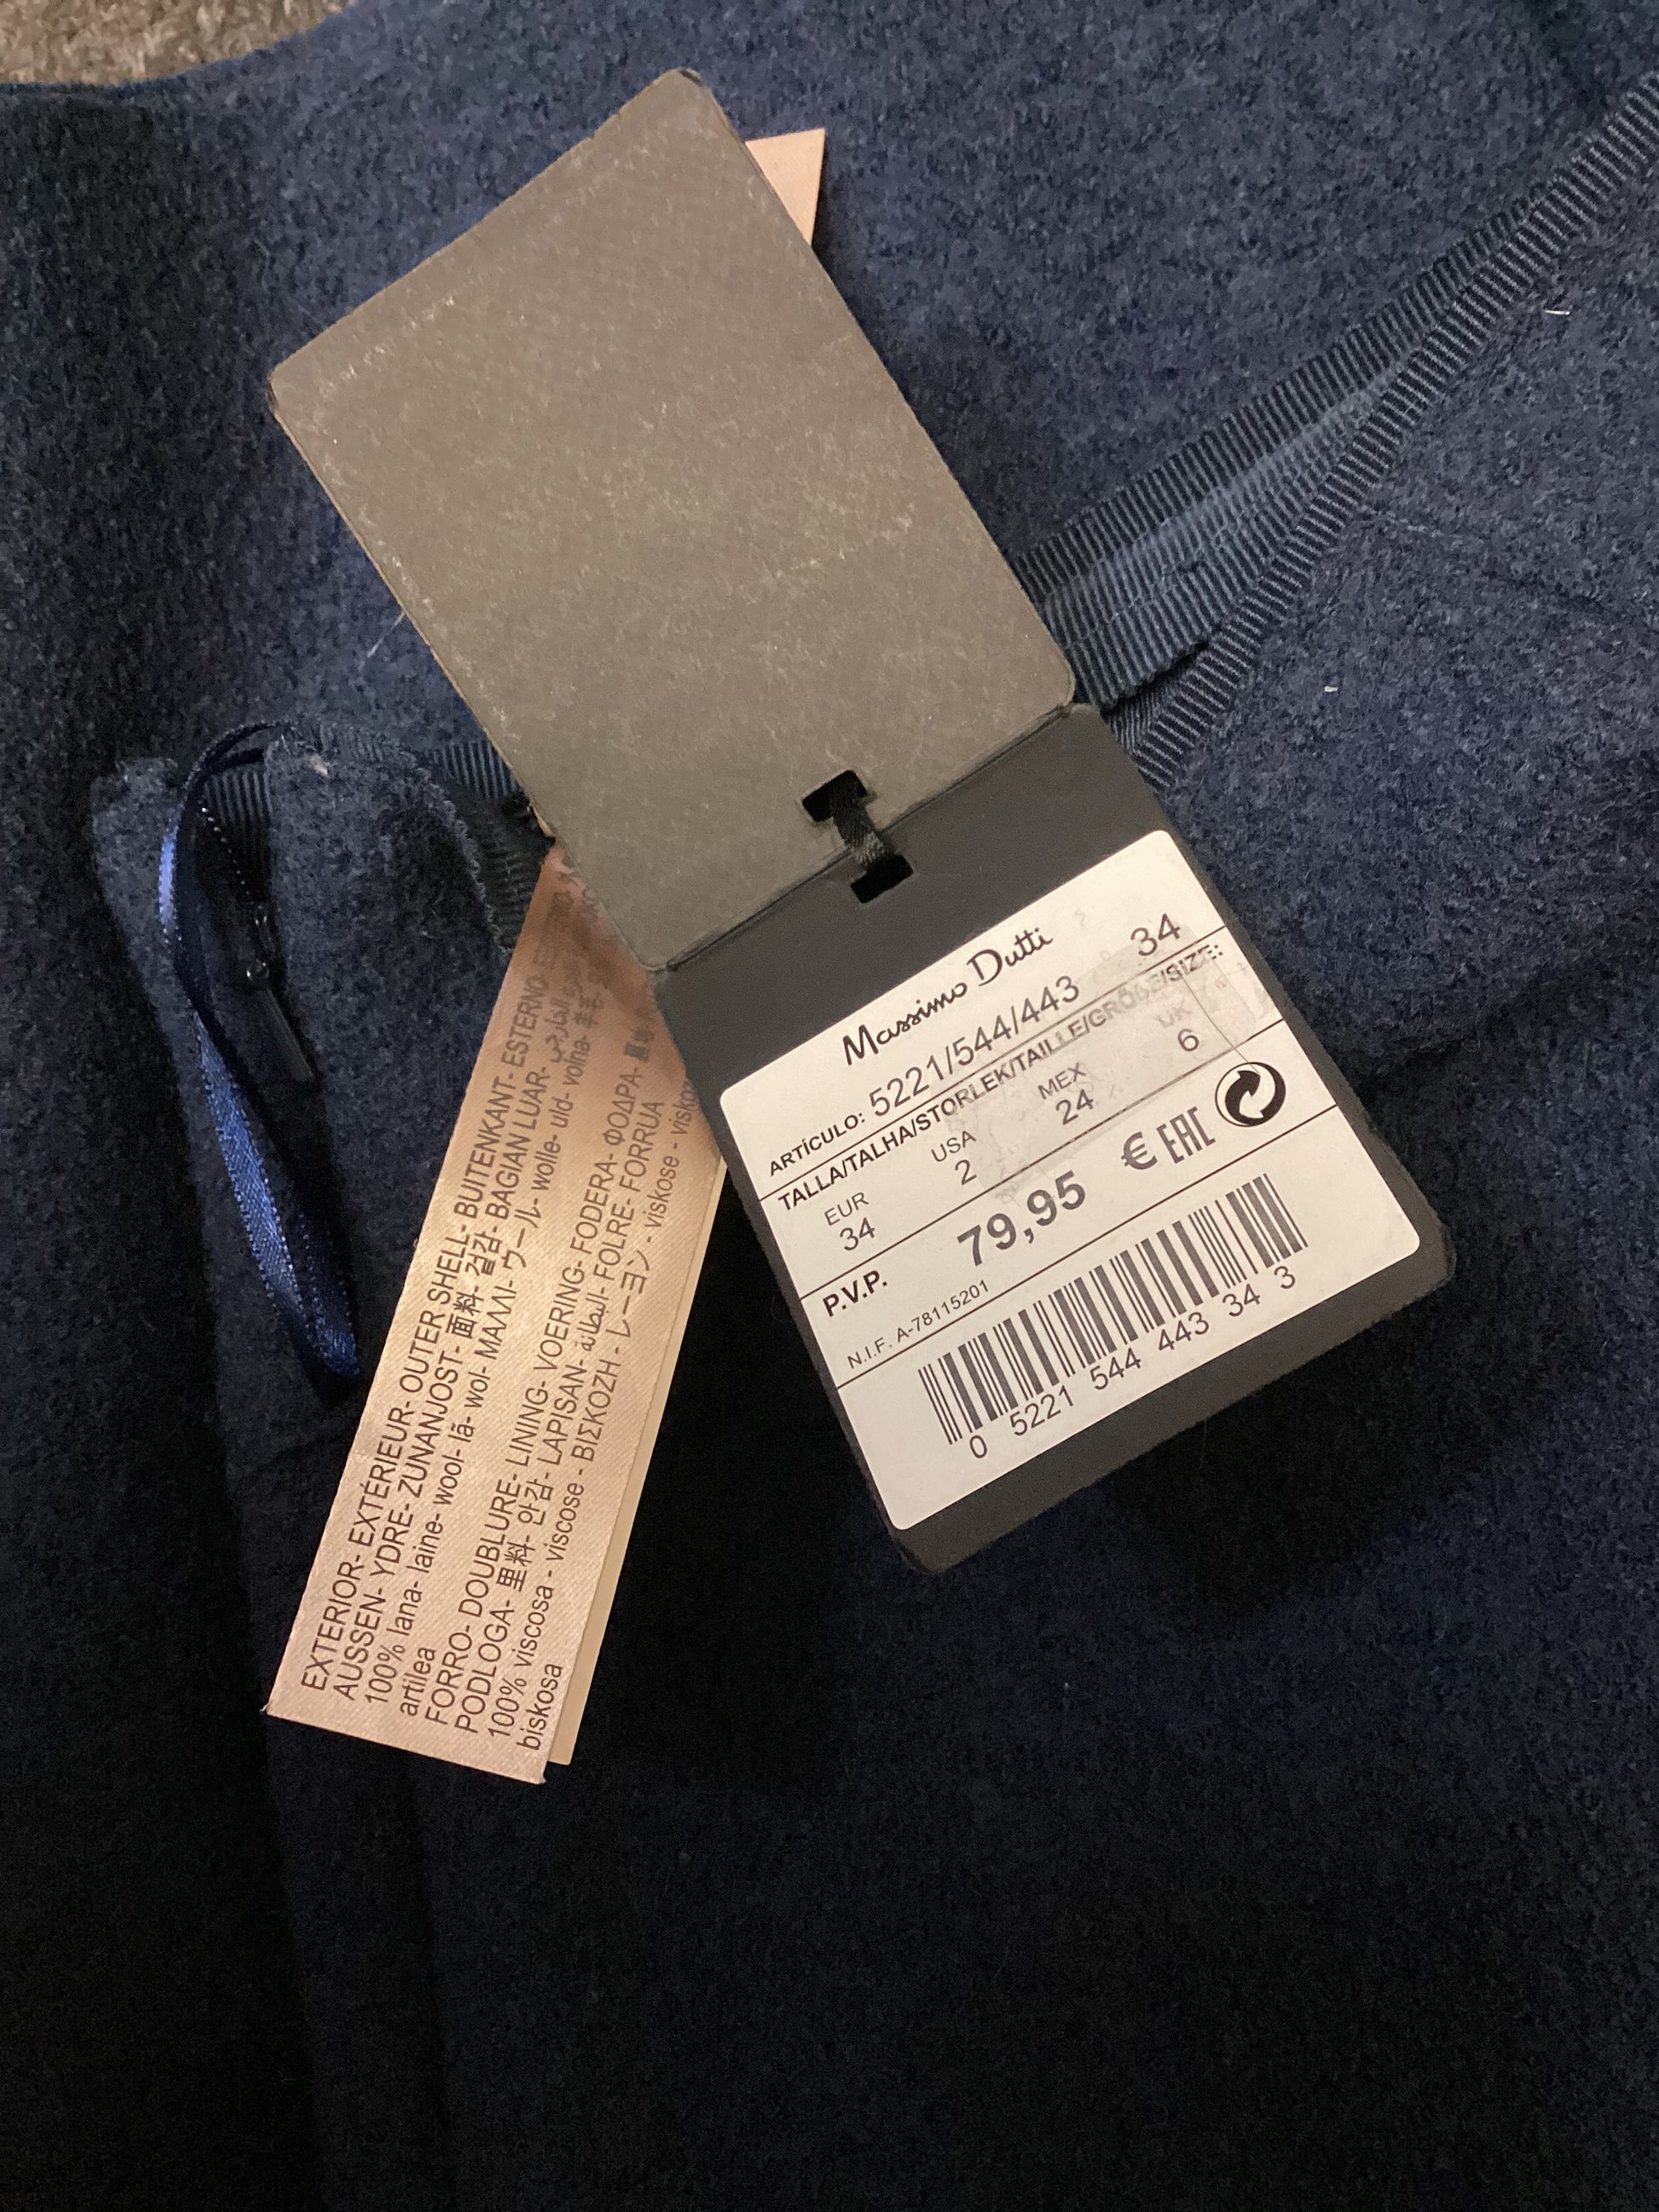 Massimo Dutti
ARTÍCULO: 5221/544/443 34
TALLA/TALHA/STORLEK/TAILLE/GRÖßE/SIZE:
EUR USA MEX UK
34 2 24 6
P.V.P. 79,95 € EAC
N.I.F. A-78115201
0 5221 544 443 34 3
EXTERIOR- EXTÉRIEUR- OUTER SHELL- BUITENKANT- ESTERNO-
AUSSEN- YDRE- ZUNANJOST- 面料- 겉감- BAGIAN LUAR-
100% lana- laine- wool- lã- wol- ΜΑΛΛΙ- ウール- wolle- uld- volna-
artilea
FORRO- DOUBLURE- LINING- VOERING- FODERA- ΦΟΔΡΑ-
PODLOGA- 里料- 안감- LAPISAN- البطانة- FOLRE- FORRUA
100% viscosa - viscose - ΒΙΣΚΟΖΗ - レーヨン - viskose -
biskosa